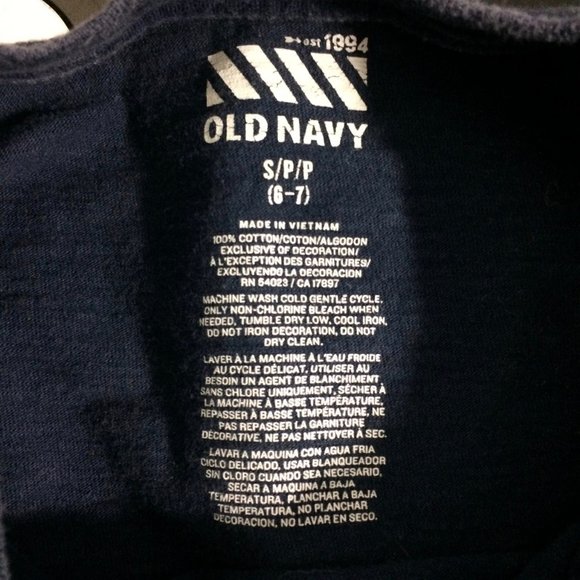 est 1994
OLD NAVY
S/P/P
(6-7)
MADE IN VIETNAM
100% COTTON/COTON/ALGODON
EXCLUSIVE OF DECORATION/
À L'EXCEPTION DES GARNITURES/
EXCLUYENDO LA DECORACION
RN 54023 / CA 17897
MACHINE WASH COLD GENTLE CYCLE,
ONLY NON-CHLORINE BLEACH WHEN
NEEDED, TUMBLE DRY LOW, COOL IRON,
DO NOT IRON DECORATION, DO NOT
DRY CLEAN.
LAVER À LA MACHINE À L'EAU FROIDE
AU CYCLE DÉLICAT, UTILISER AU
BESOIN UN AGENT DE BLANCHIMENT
SANS CHLORE UNIQUEMENT, SÉCHER À
LA MACHINE À BASSE TEMPÉRATURE,
REPASSER À BASSE TEMPÉRATURE, NE
PAS REPASSER LA GARNITURE
DÉCORATIVE, NE PAS NETTOYER À SEC.
LAVAR A MAQUINA CON AGUA FRIA
CICLO DELICADO, USAR BLANQUEADOR
SIN CLORO CUANDO SEA NECESARIO,
SECAR A MAQUINA A BAJA
TEMPERATURA, PLANCHAR A BAJA
TEMPERATURA, NO PLANCHAR
DECORACION, NO LAVAR EN SECO.